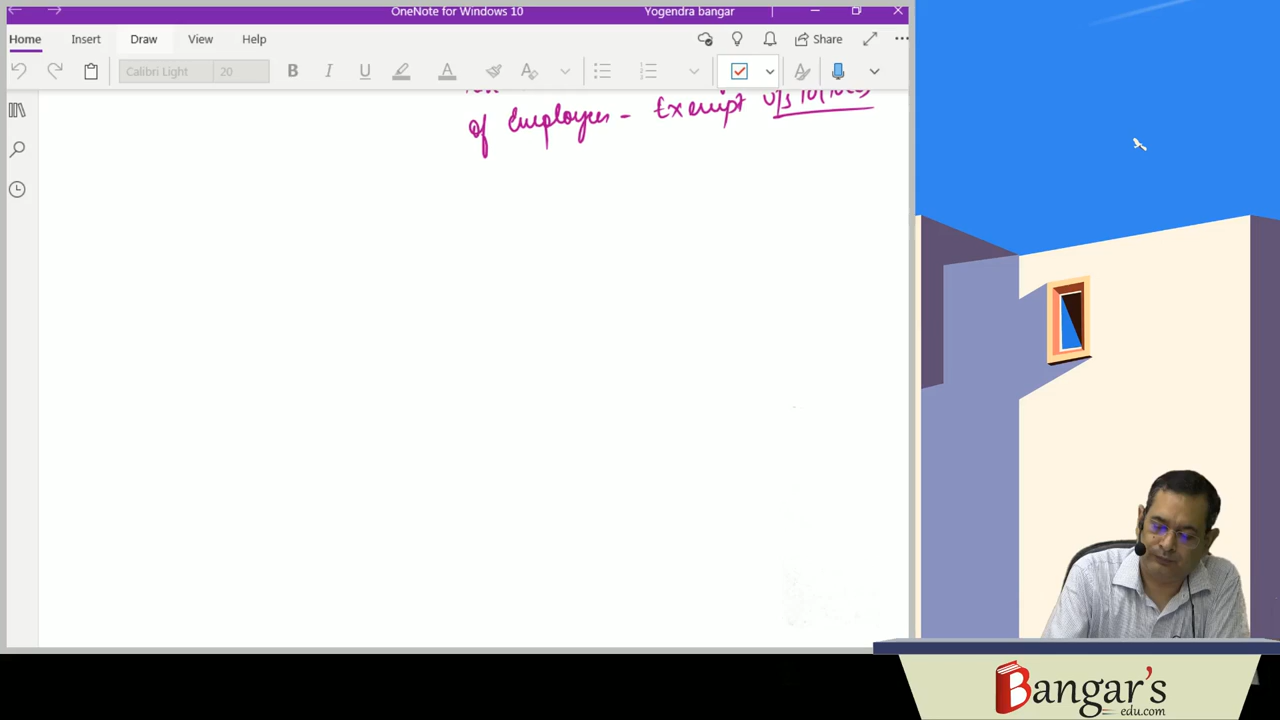 OneNote for Windows 10
Yogendra bangar
Home Insert Draw View Help
Share
Calibri Light 20
B I U A
of Employees - Exempt u/s
Bangar's
edu.com